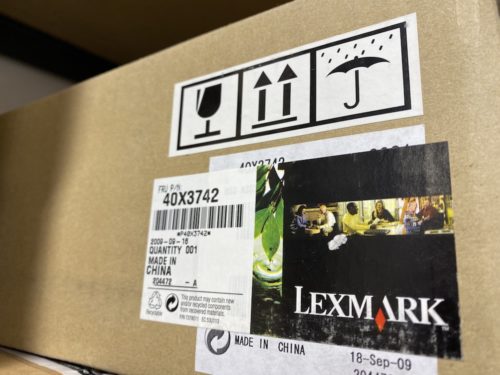 40X3742
FRU P/N
40X3742
*P40X3742*
2009-09-16
QUANTITY 001
MADE IN
CHINA
204472 - A
Recyclable
This product may contain new
and/or recycled components
from recovered materials.
LEXMARK
MADE IN CHINA
18-Sep-09